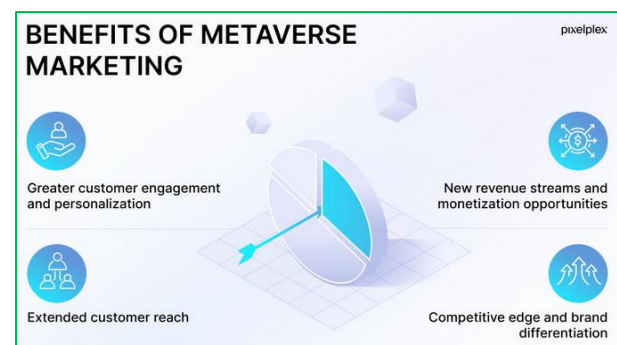 BENEFITS OF METAVERSE
MARKETING
pixelplex
Greater customer engagement
and personalization
New revenue streams and
monetization opportunities
Extended customer reach
Competitive edge and brand
differentiation
$